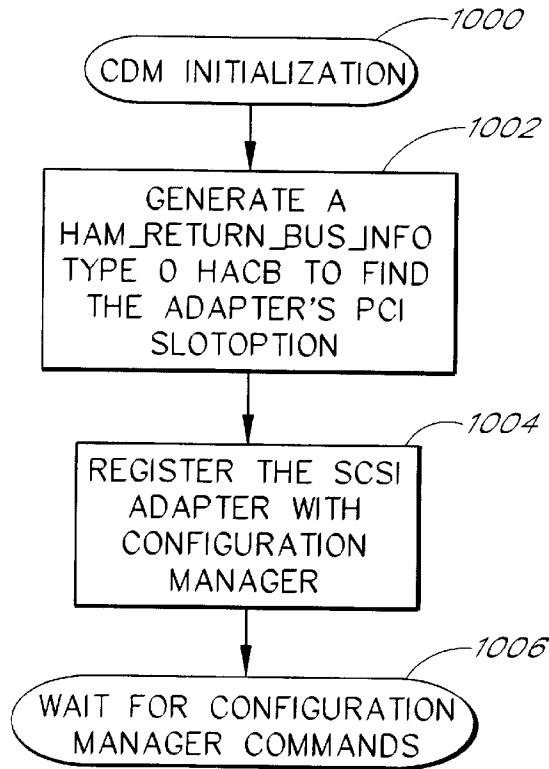 1000
CDM INITIALIZATION
1002
GENERATE A
HAM_RETURN_BUS_INFO
TYPE 0 HACB TO FIND
THE ADAPTER'S PCI
SLOTOPTION
1004
REGISTER THE SCSI
ADAPTER WITH
CONFIGURATION
MANAGER
1006
WAIT FOR CONFIGURATION
MANAGER COMMANDS